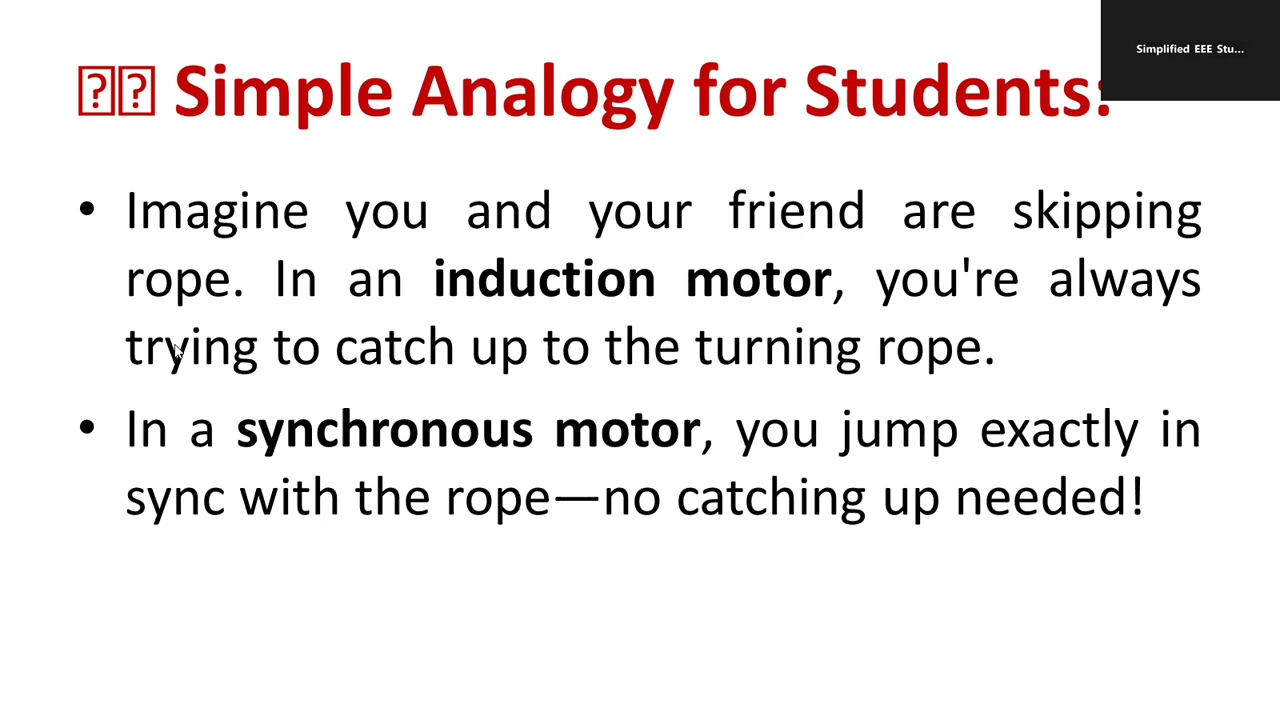 Simplified EEE Stu...
Simple Analogy for Students:
• Imagine you and your friend are skipping
rope. In an induction motor, you're always
trying to catch up to the turning rope.
• In a synchronous motor, you jump exactly in
sync with the rope—no catching up needed!